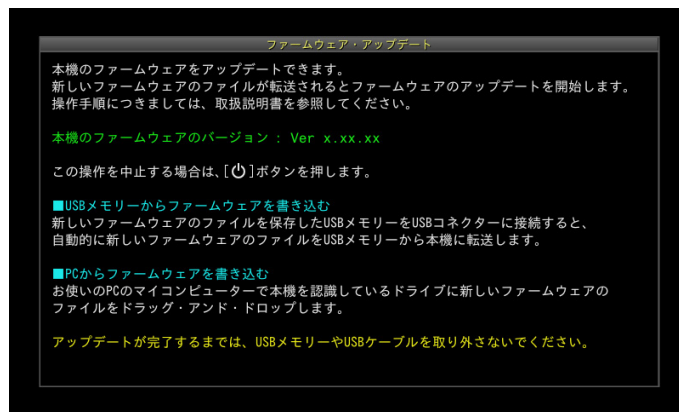 ファームウェア・アップデート
本機のファームウェアをアップデートできます。
新しいファームウェアのファイルが転送されるとファームウェアのアップデートを開始します。
操作手順につきましては、取扱説明書を参照してください。
本機のファームウェアのバージョン : Ver x.xx.xx
この操作を中止する場合は、[⏻]ボタンを押します。
■USBメモリーからファームウェアを書き込む
新しいファームウェアのファイルを保存したUSBメモリーをUSBコネクターに接続すると、
自動的に新しいファームウェアのファイルをUSBメモリーから本機に転送します。
■PCからファームウェアを書き込む
お使いのPCのマイコンピューターで本機を認識しているドライブに新しいファームウェアの
ファイルをドラッグ・アンド・ドロップします。
アップデートが完了するまでは、USBメモリーやUSBケーブルを取り外さないでください。